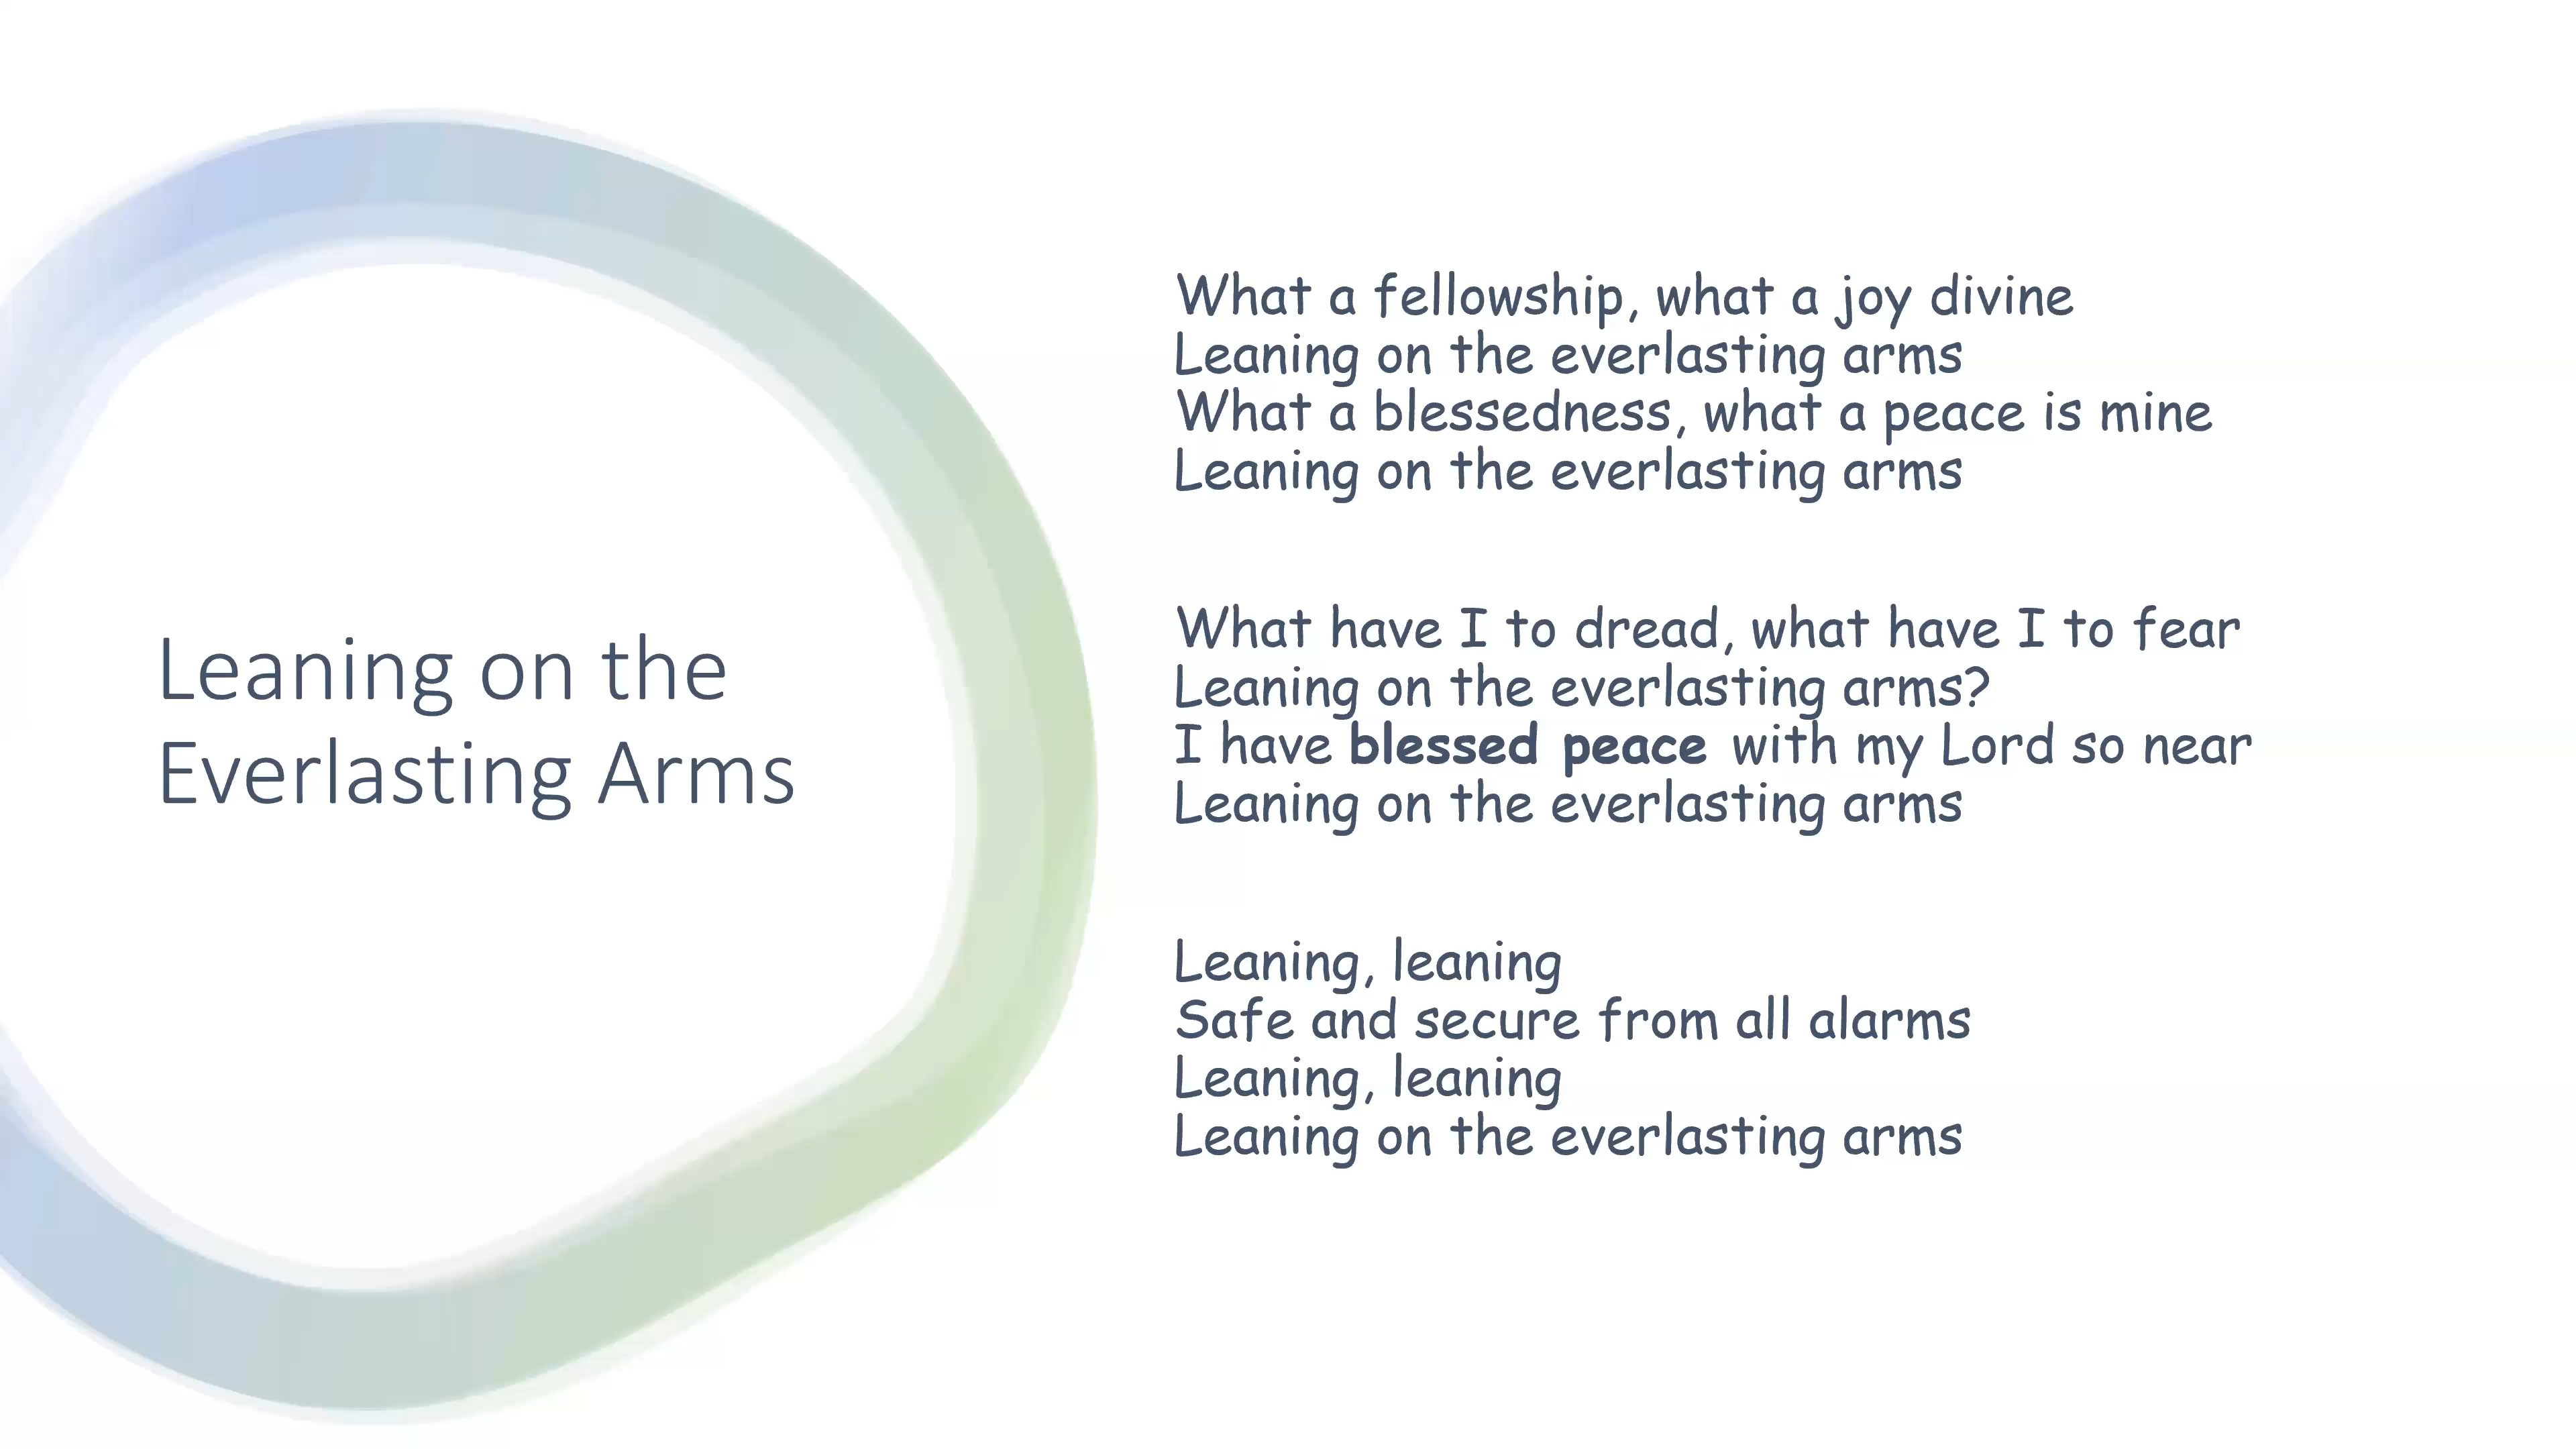 Leaning on the
Everlasting Arms
What a fellowship, what a joy divine
Leaning on the everlasting arms
What a blessedness, what a peace is mine
Leaning on the everlasting arms
What have I to dread, what have I to fear
Leaning on the everlasting arms?
I have blessed peace with my Lord so near
Leaning on the everlasting arms
Leaning, leaning
Safe and secure from all alarms
Leaning, leaning
Leaning on the everlasting arms